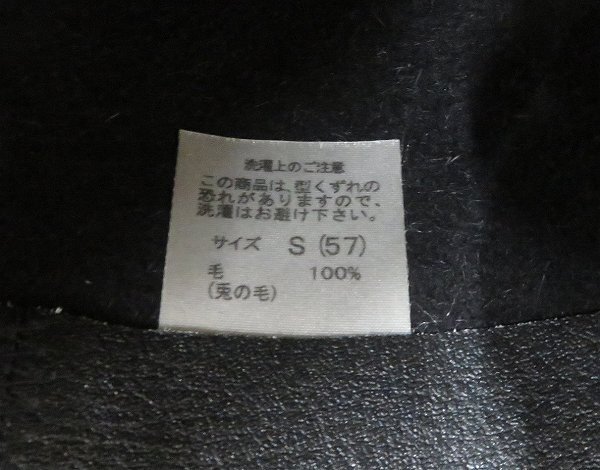 洗濯上のご注意
この商品は、型くずれの
恐れがありますので、
洗濯はお避け下さい。
サイズ S (57)
毛 100%
(兎の毛)